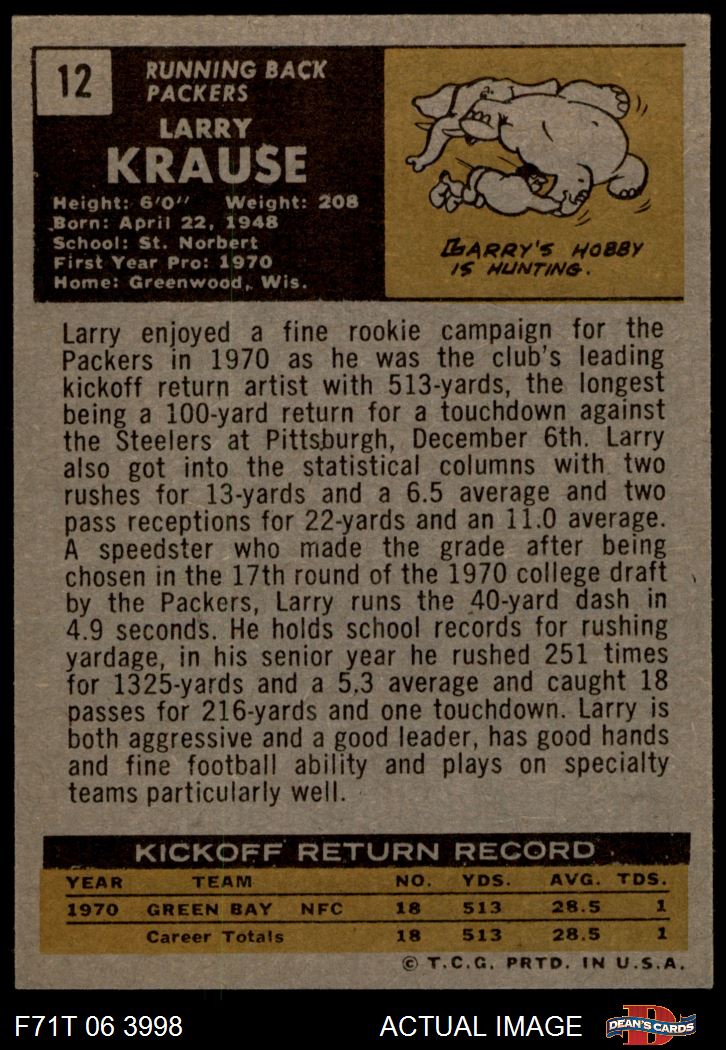 12
RUNNING BACK
PACKERS
LARRY
KRAUSE
Height: 6'0" Weight: 208
Born: April 22, 1948
School: St. Norbert
First Year Pro: 1970
Home: Greenwood, Wis.
LARRY'S HOBBY
IS HUNTING.
Larry enjoyed a fine rookie campaign for the
Packers in 1970 as he was the club's leading
kickoff return artist with 513-yards, the longest
being a 100-yard return for a touchdown against
the Steelers at Pittsburgh, December 6th. Larry
also got into the statistical columns with two
rushes for 13-yards and a 6.5 average and two
pass receptions for 22-yards and an 11.0 average.
A speedster who made the grade after being
chosen in the 17th round of the 1970 college draft
by the Packers, Larry runs the 40-yard dash in
4.9 seconds. He holds school records for rushing
yardage, in his senior year he rushed 251 times
for 1325-yards and a 5.3 average and caught 18
passes for 216-yards and one touchdown. Larry is
both aggressive and a good leader, has good hands
and fine football ability and plays on specialty
teams particularly well.
KICKOFF RETURN RECORD
YEAR TEAM NO. YDS. AVG. TDS.
1970 GREEN BAY NFC 18 513 28.5 1
Career Totals 18 513 28.5 1
© T.C.G. PRTD. IN U.S.A.
F71T 06 3998 ACTUAL IMAGE D DEAN'S CARDS